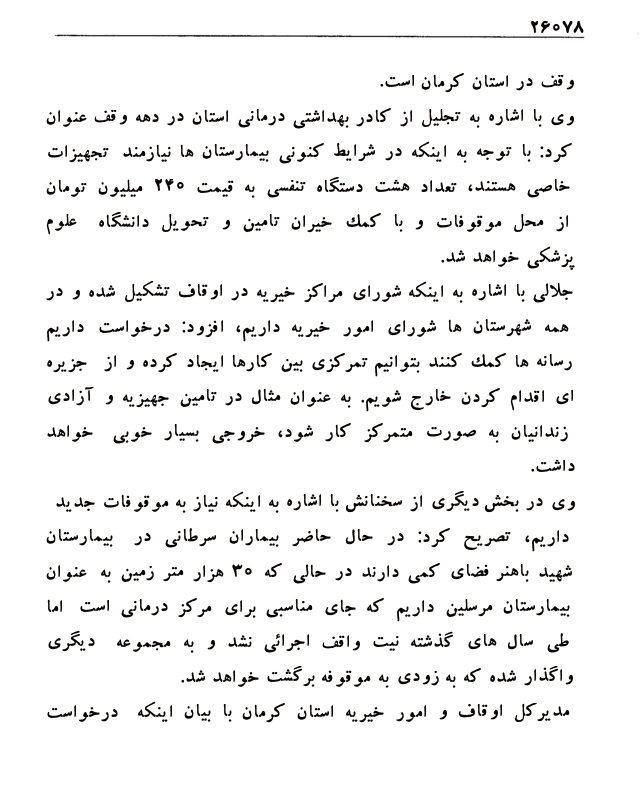 ۲۶۰۷۸
وقف در استان کرمان است.
وی با اشاره به تجلیل از کادر بهداشتی درمانی استان در دهه وقف عنوان
کرد: با توجه به اینکه در شرایط کنونی بیمارستان ها نیازمند تجهیزات
خاصی هستند، تعداد هشت دستگاه تنفسی به قیمت ۲۴۰ میلیون تومان
از محل موقوفات و با کمك خیران تامین و تحویل دانشگاه علوم
پزشکی خواهد شد.
جلالی با اشاره به اینکه شورای مراکز خیریه در اوقاف تشکیل شده و در
همه شهرستان ها شورای امور خیریه داریم، افزود: درخواست داریم
رسانه ها کمك کنند بتوانیم تمرکزی بین کارها ایجاد کرده و از جزیره
ای اقدام کردن خارج شویم. به عنوان مثال در تامین جهیزیه و آزادی
زندانیان به صورت متمرکز کار شود، خروجی بسیار خوبی خواهد
داشت.
وی در بخش دیگری از سخنانش با اشاره به اینکه نیاز به موقوفات جدید
داریم، تصریح کرد: در حال حاضر بیماران سرطانی در بیمارستان
شهید باهنر فضای کمی دارند در حالی که ۳۰ هزار متر زمین به عنوان
بیمارستان مرسلین داریم که جای مناسبی برای مرکز درمانی است اما
طی سال های گذشته نیت واقف اجرائی نشد و به مجموعه دیگری
واگذار شده که به زودی به موقوفه برگشت خواهد شد.
مدیرکل اوقاف و امور خیریه استان کرمان با بیان اینکه درخواست